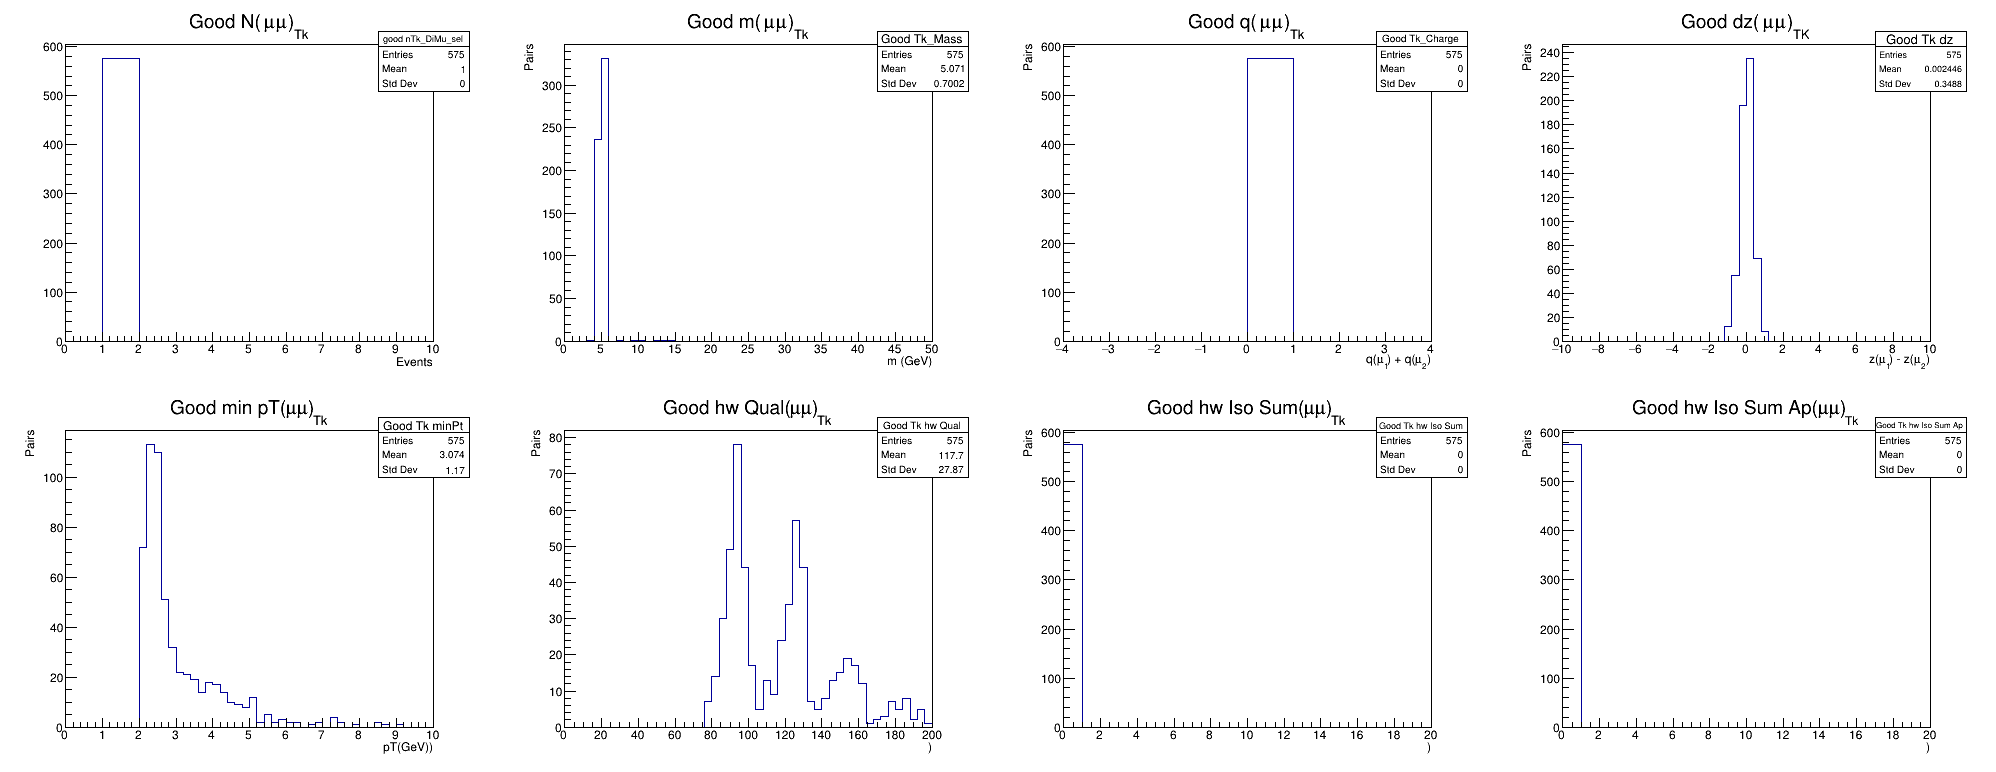 Good N(μμ)Tk
good nTk_DiMu_sel
Entries 575
Mean 1
Std Dev 0
600
500
400
300
200
100
0
0 1 2 3 4 5 6 7 8 9 10
Events
Good m(μμ)Tk
Pairs
Good Tk_Mass
Entries 575
Mean 5.071
Std Dev 0.7002
300
250
200
150
100
50
0
0 5 10 15 20 25 30 35 40 45 50
m (GeV)
Good q(μμ)Tk
Pairs
Good Tk_Charge
Entries 575
Mean 0
Std Dev 0
600
500
400
300
200
100
0
−4 −3 −2 −1 0 1 2 3 4
q(μ1) + q(μ2)
Good dz(μμ)TK
Pairs
Good Tk dz
Entries 575
Mean 0.002446
Std Dev 0.3488
240
220
200
180
160
140
120
100
80
60
40
20
0
−10 −8 −6 −4 −2 0 2 4 6 8 10
z(μ1) - z(μ2)
Good min pT(μμ)Tk
Pairs
Good Tk minPt
Entries 575
Mean 3.074
Std Dev 1.17
100
80
60
40
20
0
0 1 2 3 4 5 6 7 8 9 10
pT(GeV))
Good hw Qual(μμ)Tk
Pairs
Good Tk hw Qual
Entries 575
Mean 117.7
Std Dev 27.87
80
70
60
50
40
30
20
10
0
0 20 40 60 80 100 120 140 160 180 200
)
Good hw Iso Sum(μμ)Tk
Pairs
Good Tk hw Iso Sum
Entries 575
Mean 0
Std Dev 0
600
500
400
300
200
100
0
0 2 4 6 8 10 12 14 16 18 20
)
Good hw Iso Sum Ap(μμ)Tk
Pairs
Good Tk hw Iso Sum Ap
Entries 575
Mean 0
Std Dev 0
600
500
400
300
200
100
0
0 2 4 6 8 10 12 14 16 18 20
)